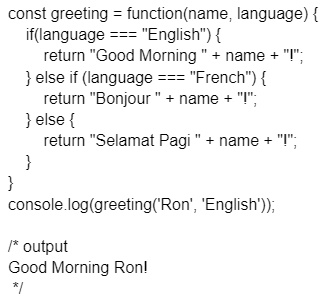 const greeting = function(name, language) {
    if(language === "English") {
        return "Good Morning " + name + "!";
    } else if (language === "French") {
        return "Bonjour " + name + "!";
    } else {
        return "Selamat Pagi " + name + "!";
    }
}
console.log(greeting('Ron', 'English'));

/* output
Good Morning Ron!
 */